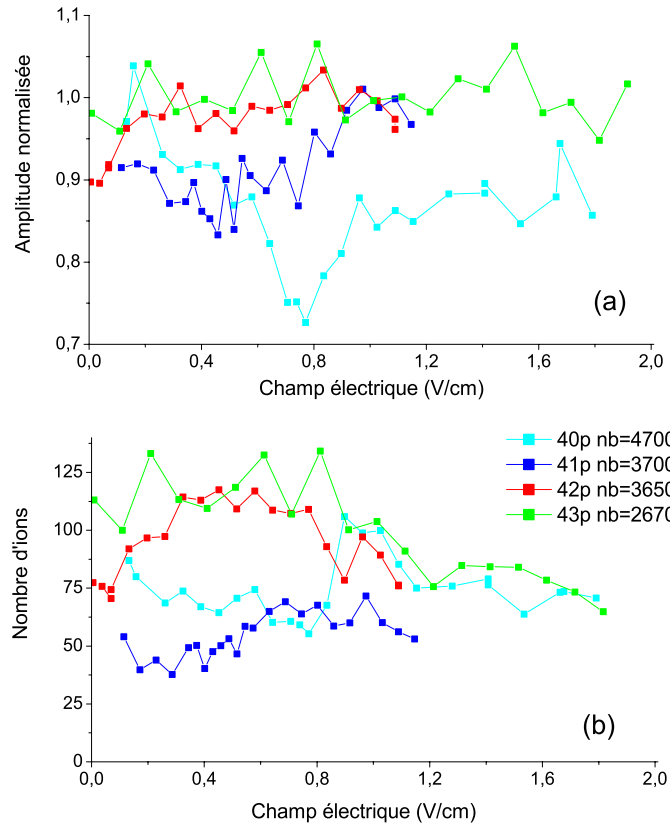 1,1
1,0
0,9
0,8
0,7
Amplitude normalisée
(a)
0,0 0,4 0,8 1,2 1,6 2,0
Champ électrique (V/cm)
125
100
75
50
25
0
Nombre d'ions
40p nb=4700
41p nb=3700
42p nb=3650
43p nb=2670
(b)
0,0 0,4 0,8 1,2 1,6 2,0
Champ électrique (V/cm)